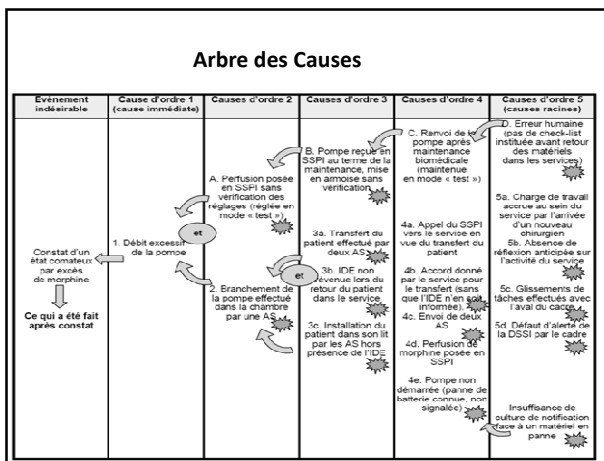 Arbre des Causes
Evènement
indésirable
Cause d'ordre 1
(cause immédiate)
Causes d'ordre 2
Causes d'ordre 3
Causes d'ordre 4
Causes d'ordre 5
(causes racines)
Constat d'un
état comateux
par excès
de morphine
Ce qui a été fait
après constat
1. Débit excessif
de la pompe
A. Perfusion posée
en SSPI sans
vérification des
réglages (réglée en
mode « test »)
et
2. Branchement de
la pompe effectué
dans la chambre
par une AS
B. Pompe reçue en
SSPI au terme de la
maintenance, mise
en armoise sans
vérification
3a. Transfert du
patient effectué par
deux AS
et
3b. IDE non
revenue lors du
retour du patient
dans le service
3c. Installation du
patient dans son lit
par les AS hors
présence de l'IDE
C. Renvoi de la
pompe après
maintenance
biomédicale
(maintenue
en mode « test »)
4a. Appel du SSPI
vers le service en
vue du transfert du
patient
4b. Accord donné
par le service pour
le transfert (sans
que l'IDE n'en soit
informée).
4c. Envoi de deux
AS
4d. Perfusion de
morphine posée en
SSPI
4e. Pompe non
démarrée (panne de
batterie connue, non
signalée)
D. Erreur humaine
(pas de check-list
instituée avant retour
des matériels
dans les services)
5a. Charge de travail
accrue au sein du
service par l'arrivée
d'un nouveau
chirurgien
5b. Absence de
réflexion anticipée sur
l'activité du service
5c. Glissements de
tâches effectués avec
l'aval du cadre
5d. Défaut d'alerte de
la DSSI par le cadre
Insuffisance de
culture de notification
face à un matériel en
panne